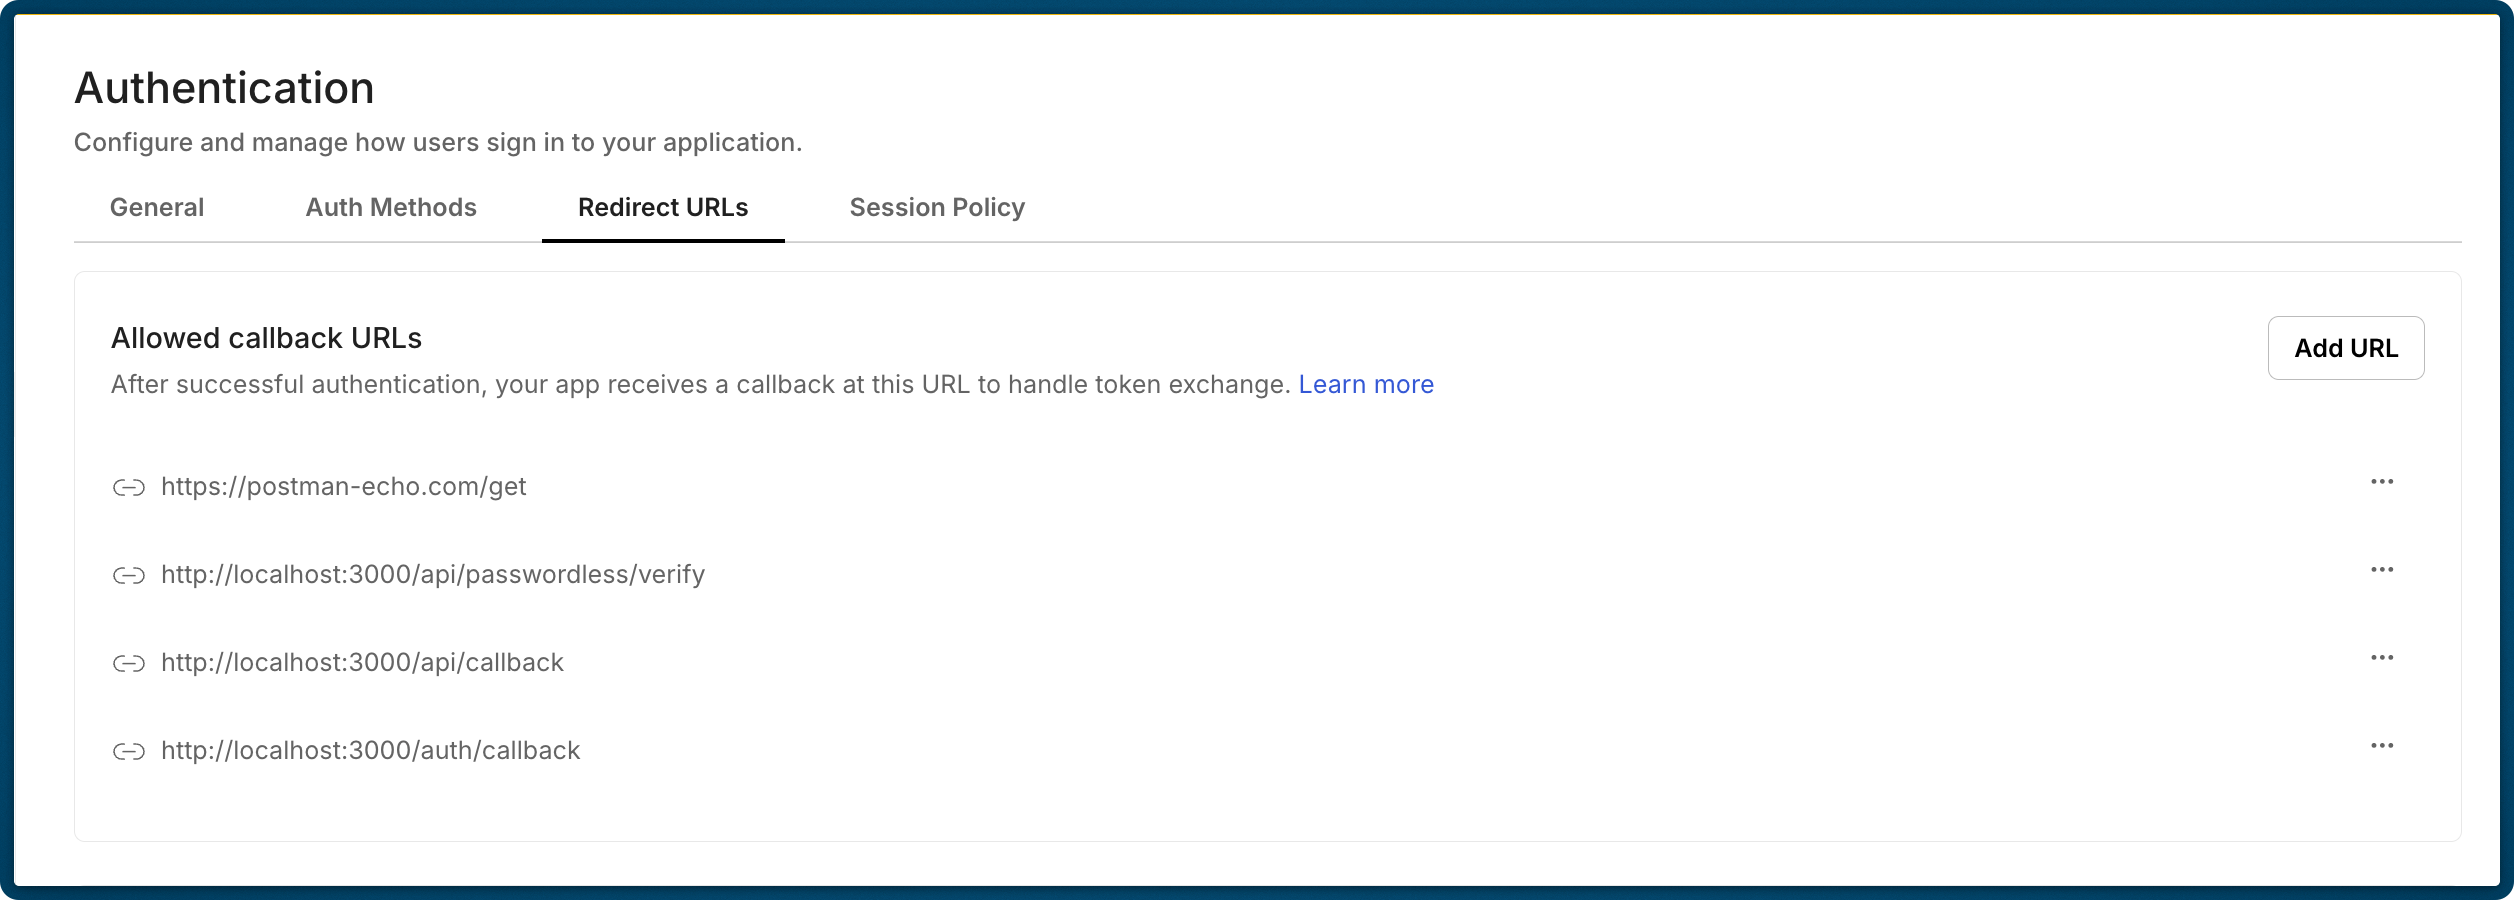 Authentication
Configure and manage how users sign in to your application.
General Auth Methods Redirect URLs Session Policy
Allowed callback URLs
Add URL
After successful authentication, your app receives a callback at this URL to handle token exchange. Learn more
https://postman-echo.com/get
http://localhost:3000/api/passwordless/verify
http://localhost:3000/api/callback
http://localhost:3000/auth/callback